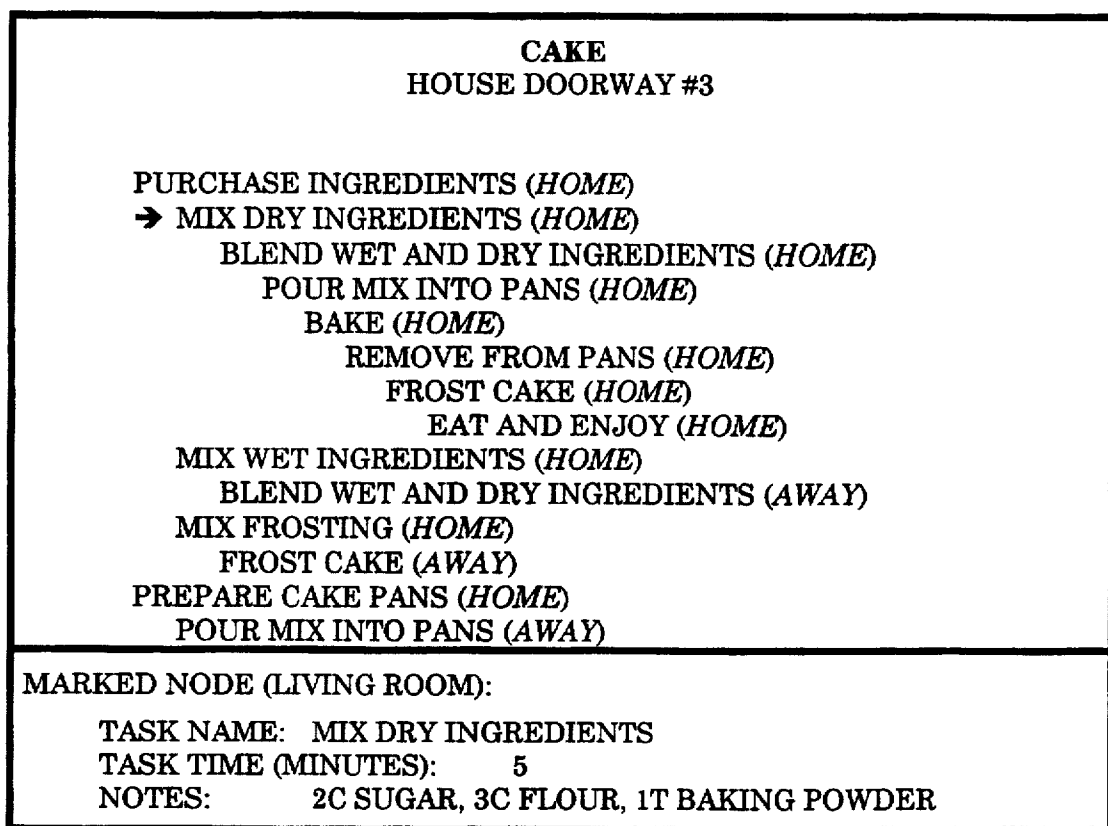 CAKE
HOUSE DOORWAY #3
PURCHASE INGREDIENTS (HOME)
→ MIX DRY INGREDIENTS (HOME)
BLEND WET AND DRY INGREDIENTS (HOME)
POUR MIX INTO PANS (HOME)
BAKE (HOME)
REMOVE FROM PANS (HOME)
FROST CAKE (HOME)
EAT AND ENJOY (HOME)
MIX WET INGREDIENTS (HOME)
BLEND WET AND DRY INGREDIENTS (AWAY)
MIX FROSTING (HOME)
FROST CAKE (AWAY)
PREPARE CAKE PANS (HOME)
POUR MIX INTO PANS (AWAY)
MARKED NODE (LIVING ROOM):
TASK NAME: MIX DRY INGREDIENTS
TASK TIME (MINUTES): 5
NOTES: 2C SUGAR, 3C FLOUR, 1T BAKING POWDER